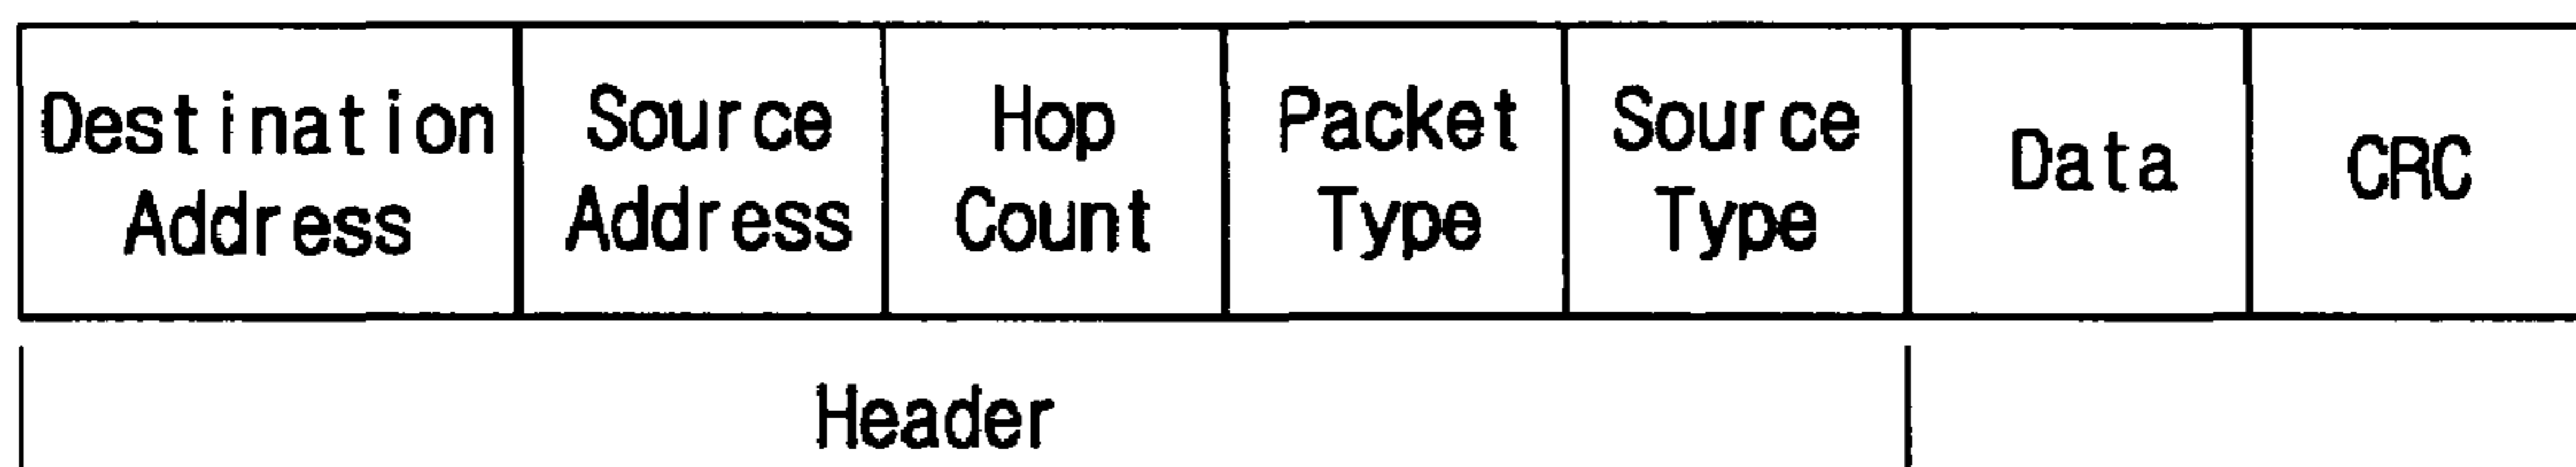 Destination Address
Source Address
Hop Count
Packet Type
Source Type
Data
CRC
Header